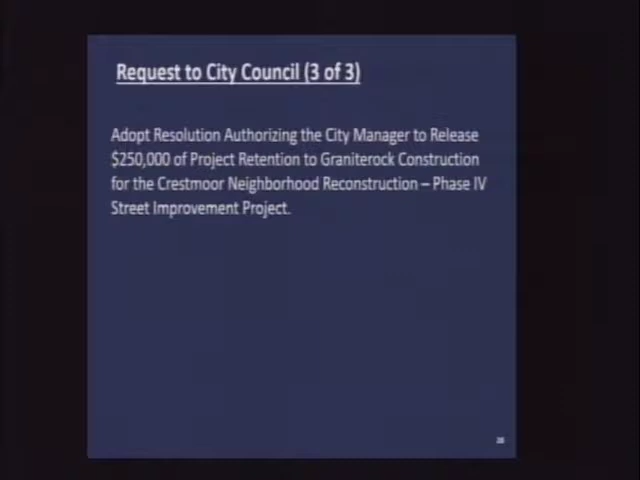 Request to City Council (3 of 3)
Adopt Resolution Authorizing the City Manager to Release
$250,000 of Project Retention to Graniterock Construction
for the Crestmoor Neighborhood Reconstruction – Phase IV
Street Improvement Project.